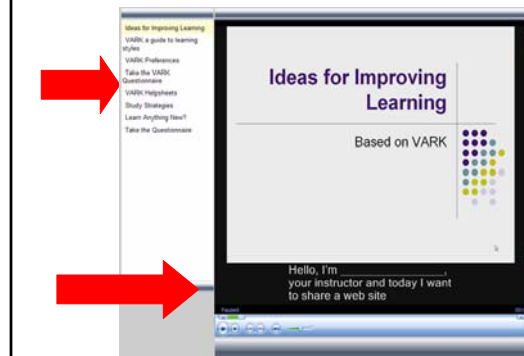 Ideas for Improving Learning
VARK a guide to learning
styles
VARK Preferences
Take the VARK
Questionnaire
VARK Helpsheets
Study Strategies
Learn Anything New?
Take the Questionnaire
Ideas for Improving
Learning
Based on VARK
Hello, I'm ________________,
your instructor and today I want
to share a web site
Paused